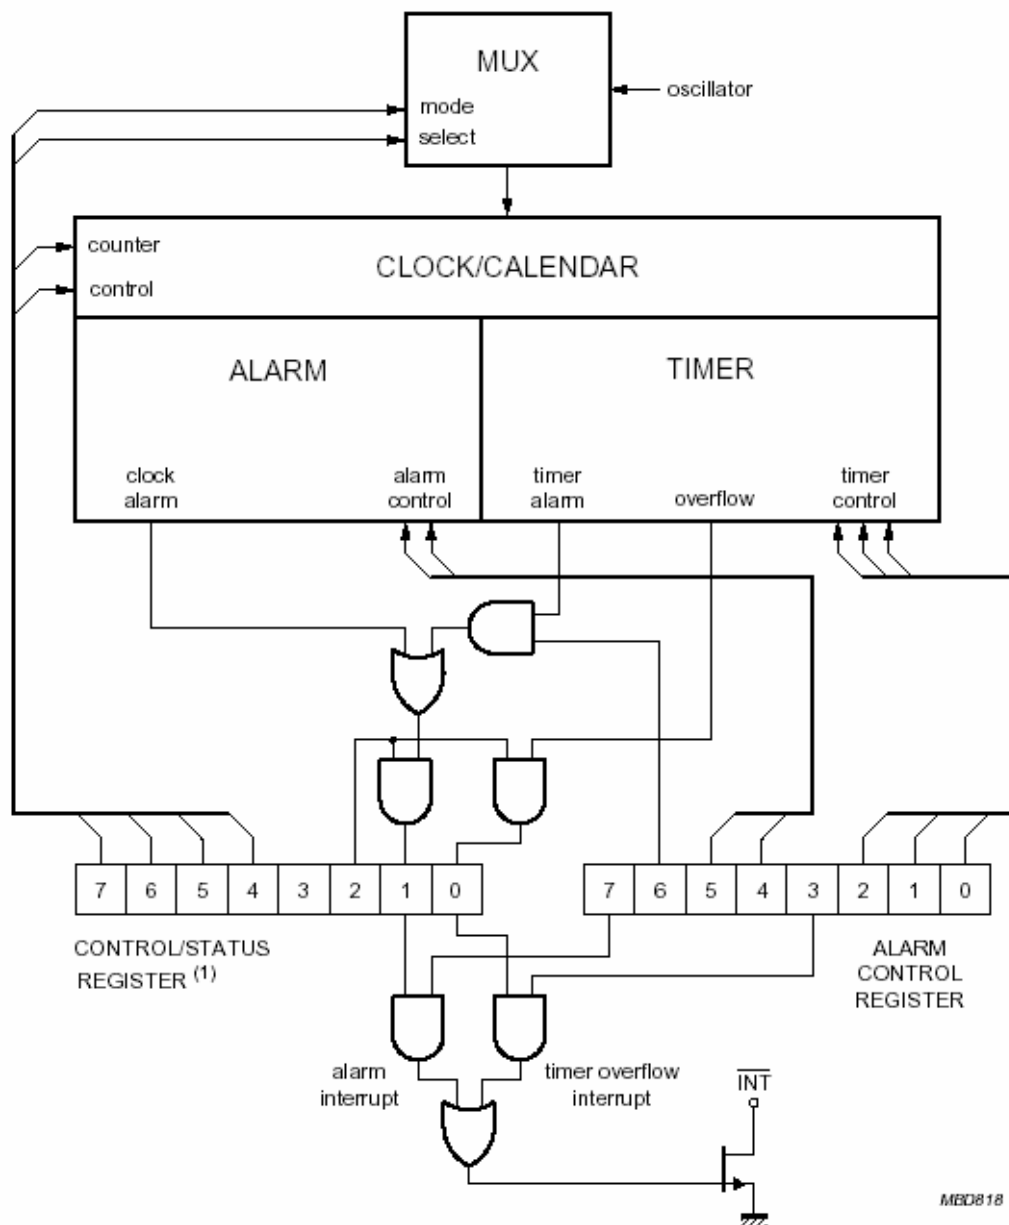 MUX
oscillator
mode
select
counter
CLOCK/CALENDAR
control
ALARM
TIMER
clock
alarm
alarm
control
timer
alarm
overflow
timer
control
7 6 5 4 3 2 1 0
7 6 5 4 3 2 1 0
CONTROL/STATUS
REGISTER (1)
ALARM
CONTROL
REGISTER
alarm
interrupt
timer overflow
interrupt
INT
MBD818